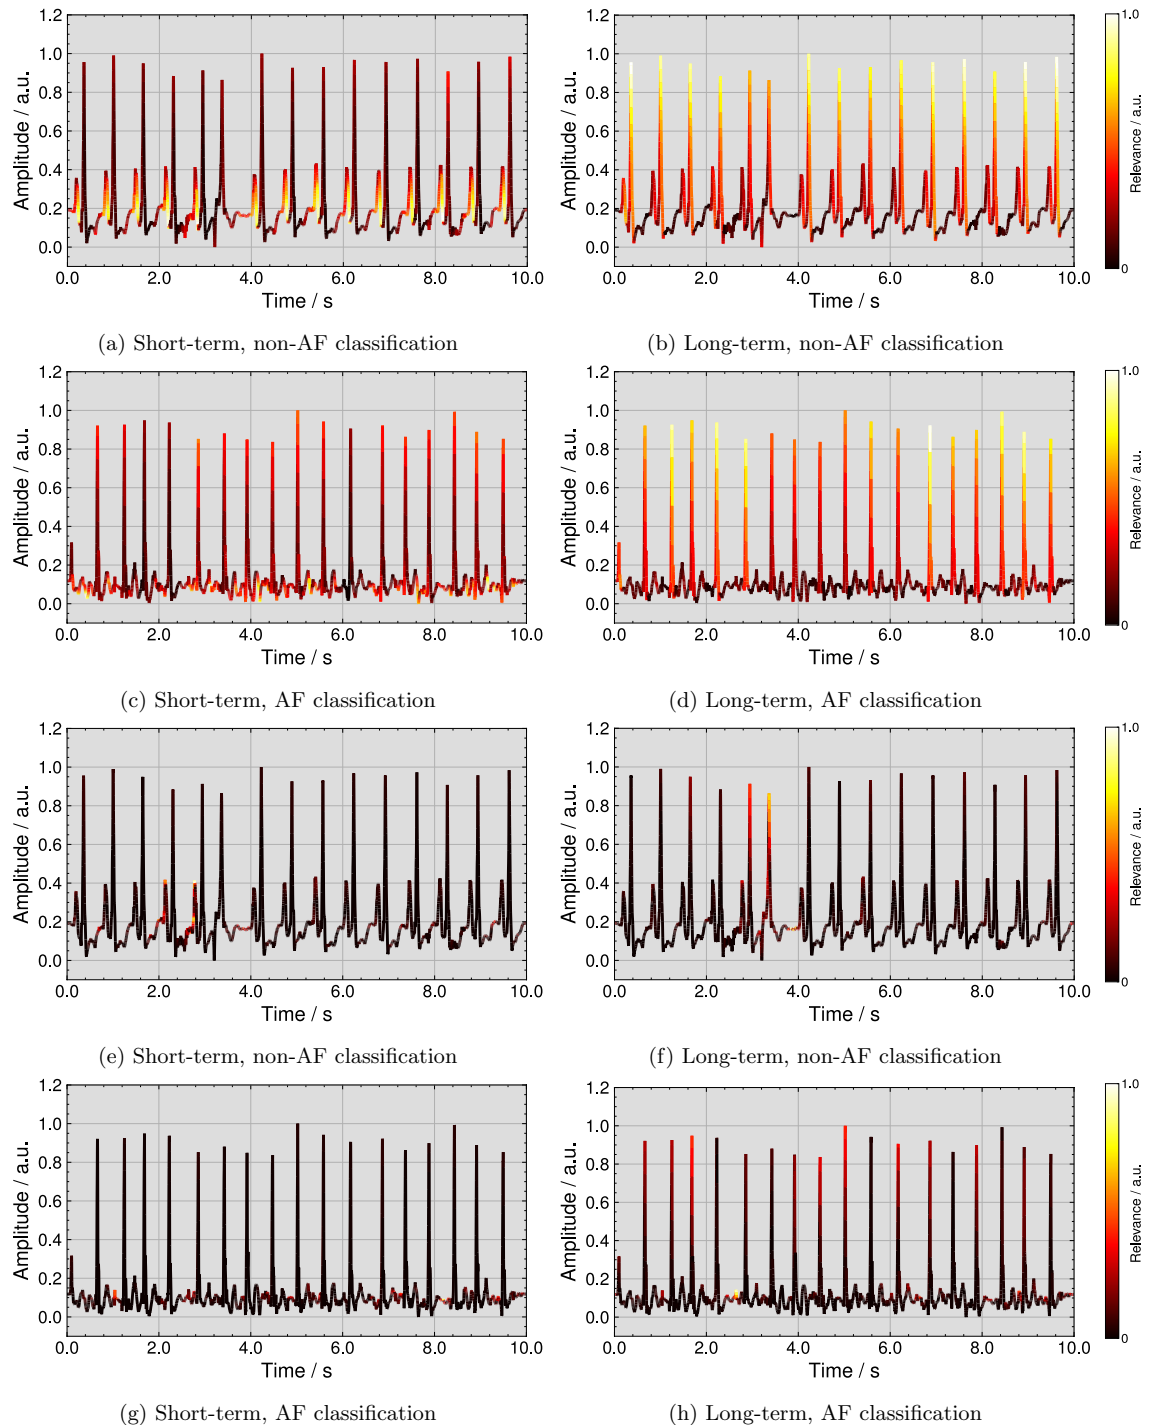 1.2
1.0
0.8
0.6
0.4
0.2
0.0
Amplitude / a.u.
0.0 2.0 4.0 6.0 8.0 10.0
Time / s
(a) Short-term, non-AF classification
1.2
1.0
0.8
0.6
0.4
0.2
0.0
Amplitude / a.u.
0.0 2.0 4.0 6.0 8.0 10.0
Time / s
1.0
Relevance / a.u.
0
(b) Long-term, non-AF classification
1.2
1.0
0.8
0.6
0.4
0.2
0.0
Amplitude / a.u.
0.0 2.0 4.0 6.0 8.0 10.0
Time / s
(c) Short-term, AF classification
1.2
1.0
0.8
0.6
0.4
0.2
0.0
Amplitude / a.u.
0.0 2.0 4.0 6.0 8.0 10.0
Time / s
1.0
Relevance / a.u.
0
(d) Long-term, AF classification
1.2
1.0
0.8
0.6
0.4
0.2
0.0
Amplitude / a.u.
0.0 2.0 4.0 6.0 8.0 10.0
Time / s
(e) Short-term, non-AF classification
1.2
1.0
0.8
0.6
0.4
0.2
0.0
Amplitude / a.u.
0.0 2.0 4.0 6.0 8.0 10.0
Time / s
1.0
Relevance / a.u.
0
(f) Long-term, non-AF classification
1.2
1.0
0.8
0.6
0.4
0.2
0.0
Amplitude / a.u.
0.0 2.0 4.0 6.0 8.0 10.0
Time / s
(g) Short-term, AF classification
1.2
1.0
0.8
0.6
0.4
0.2
0.0
Amplitude / a.u.
0.0 2.0 4.0 6.0 8.0 10.0
Time / s
1.0
Relevance / a.u.
0
(h) Long-term, AF classification